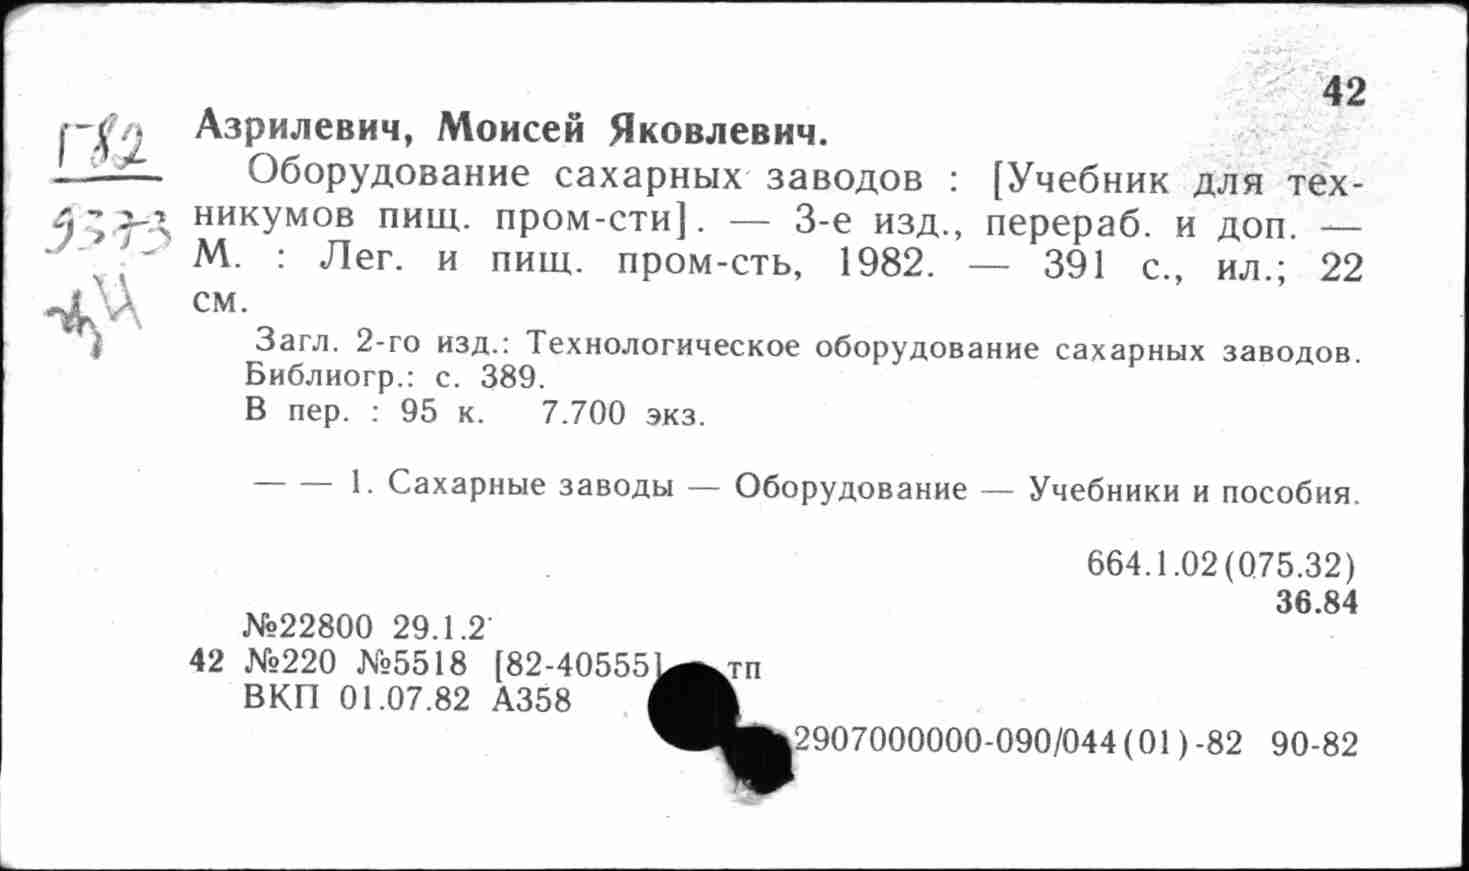 42
Г82
9373
Азрилевич, Моисей Яковлевич.
Оборудование сахарных заводов : [Учебник для тех-
никумов пищ. пром-сти]. — 3-е изд., перераб. и доп. —
М. : Лег. и пищ. пром-сть, 1982. — 391 с., ил.; 22
см.
Загл. 2-го изд.: Технологическое оборудование сахарных заводов.
Библиогр.: с. 389.
В пер. : 95 к. 7.700 экз.
— — 1. Сахарные заводы — Оборудование — Учебники и пособия.
664.1.02(075.32)
36.84
№22800 29.1.2
42 №220 №5518 [82-40555] тп
ВКП 01.07.82 А358
2907000000-090/044(01)-82 90-82